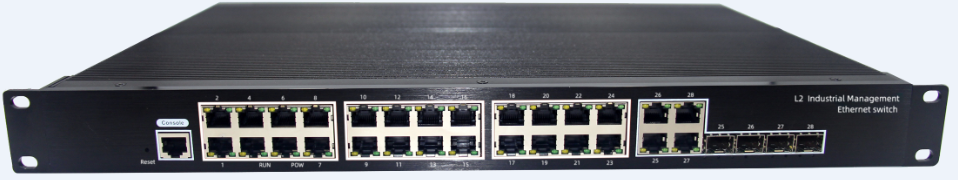 L2 Industrial Management
Ethernet switch
2 4 6 8
10 12 14 16
18 20 22 24
26 28
Console
25 26 27 28
Reset
1 RUN POW 7
9 11 13 15
17 19 21 23
25 27